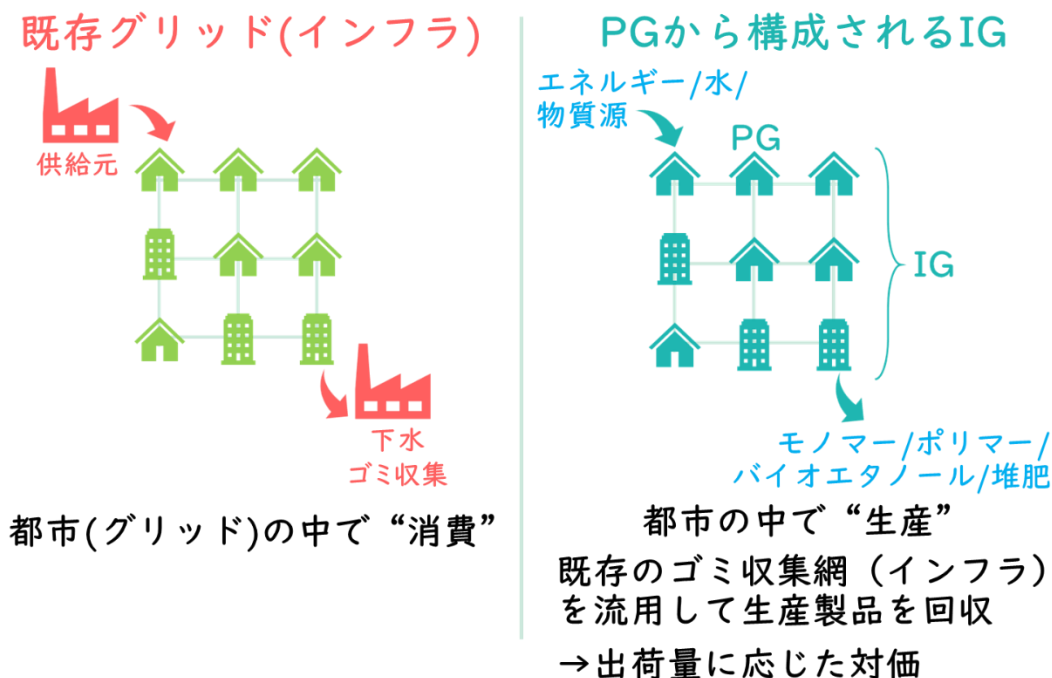 既存グリッド(インフラ)
供給元
下水
ゴミ収集
都市(グリッド)の中で“消費”
PGから構成されるIG
エネルギー/水/
物質源
PG
IG
モノマー/ポリマー/
バイオエタノール/堆肥
都市の中で“生産”
既存のゴミ収集網（インフラ）
を流用して生産製品を回収
→出荷量に応じた対価